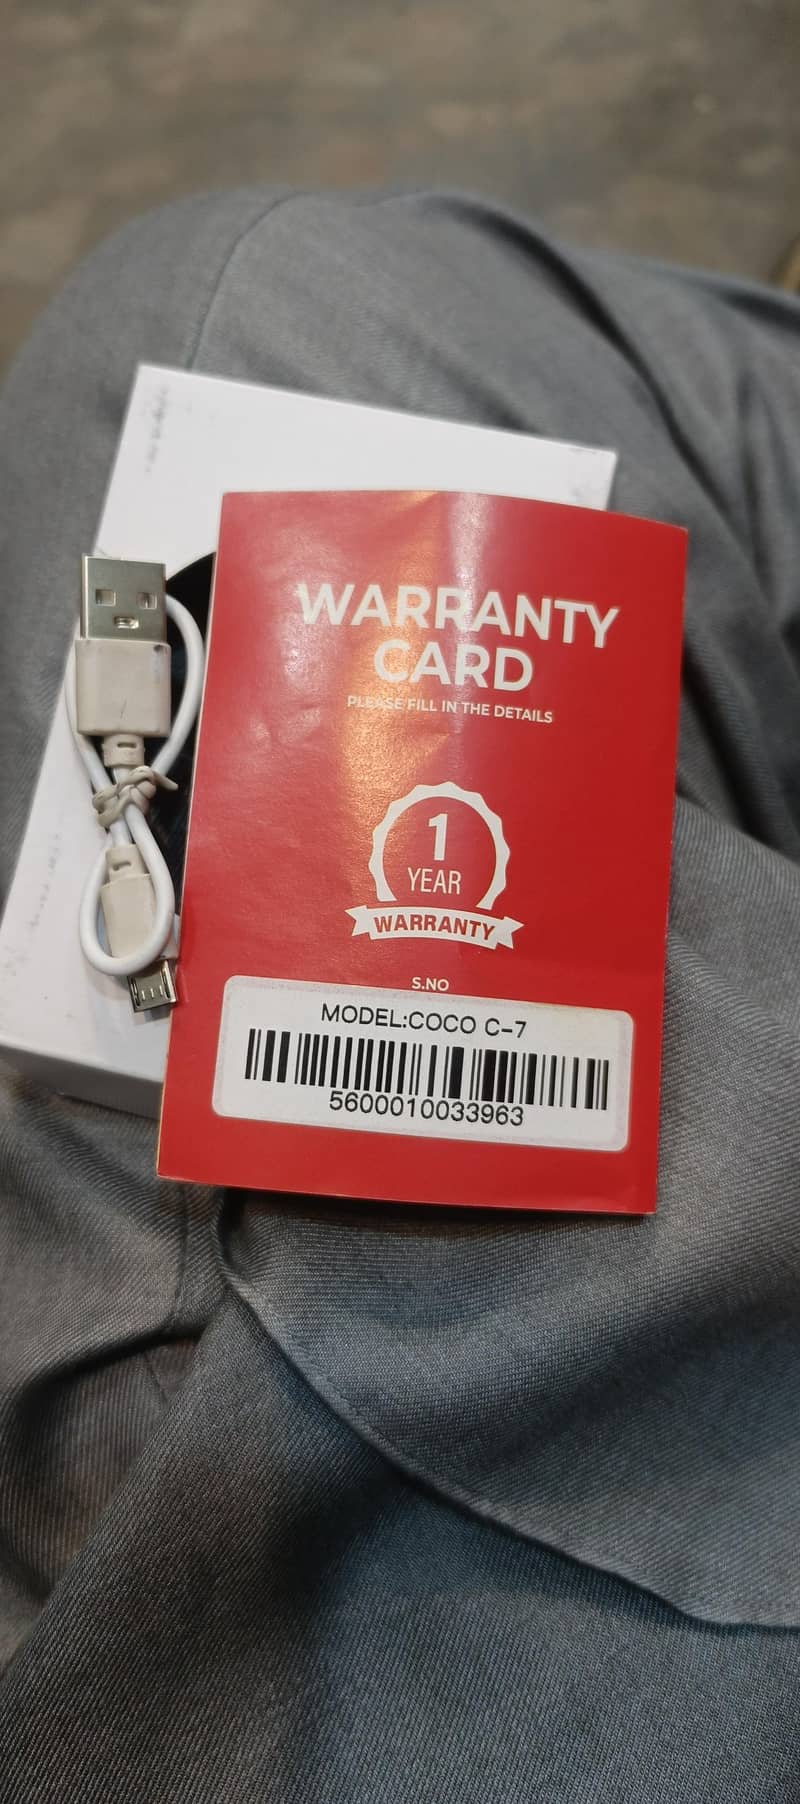 WARRANTY
CARD
PLEASE FILL IN THE DETAILS
1
YEAR
WARRANTY
S.NO
MODEL:COCO C-7
5600010033963